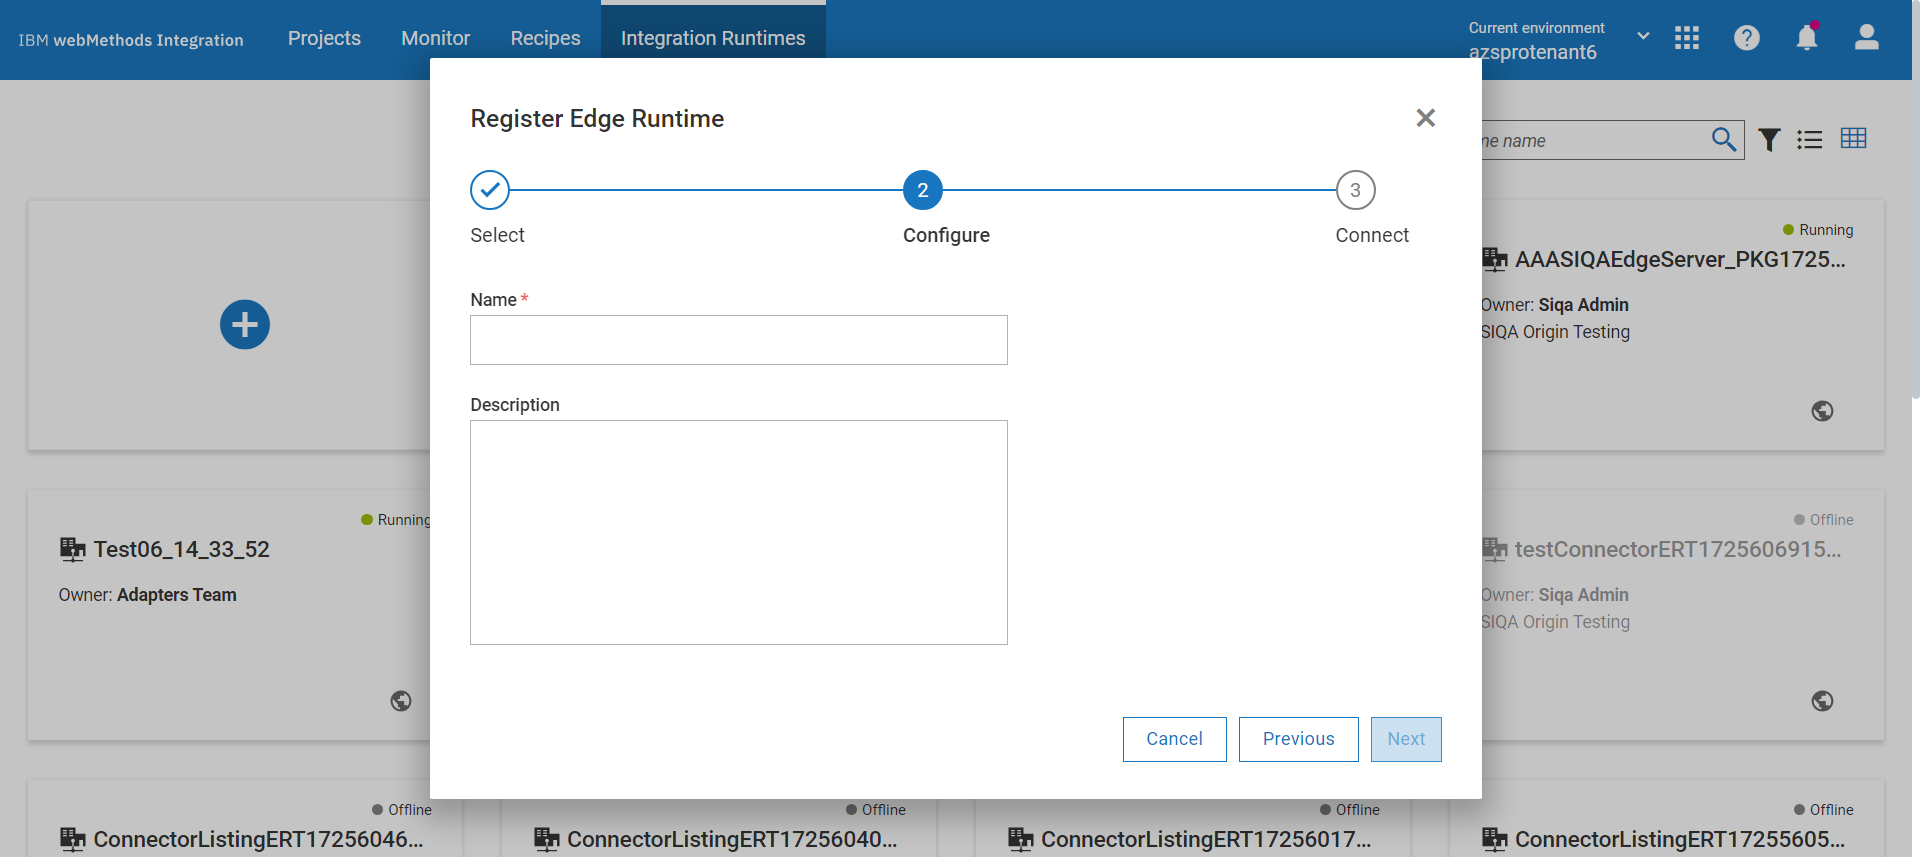 IBM webMethods Integration
Projects
Monitor
Recipes
Integration Runtimes
Current environment
azsprotenant6
Register Edge Runtime
name
2
3
Select
Configure
Connect
Name *
Description
Cancel
Previous
Next
Running
AAASIQAEdgeServer_PKG1725...
Owner: Siqa Admin
SIQA Origin Testing
Running
Test06_14_33_52
Owner: Adapters Team
Offline
testConnectorERT1725606915...
Owner: Siqa Admin
SIQA Origin Testing
Offline
ConnectorListingERT17256046...
Offline
ConnectorListingERT17256040...
Offline
ConnectorListingERT17256017...
Offline
ConnectorListingERT17255605...